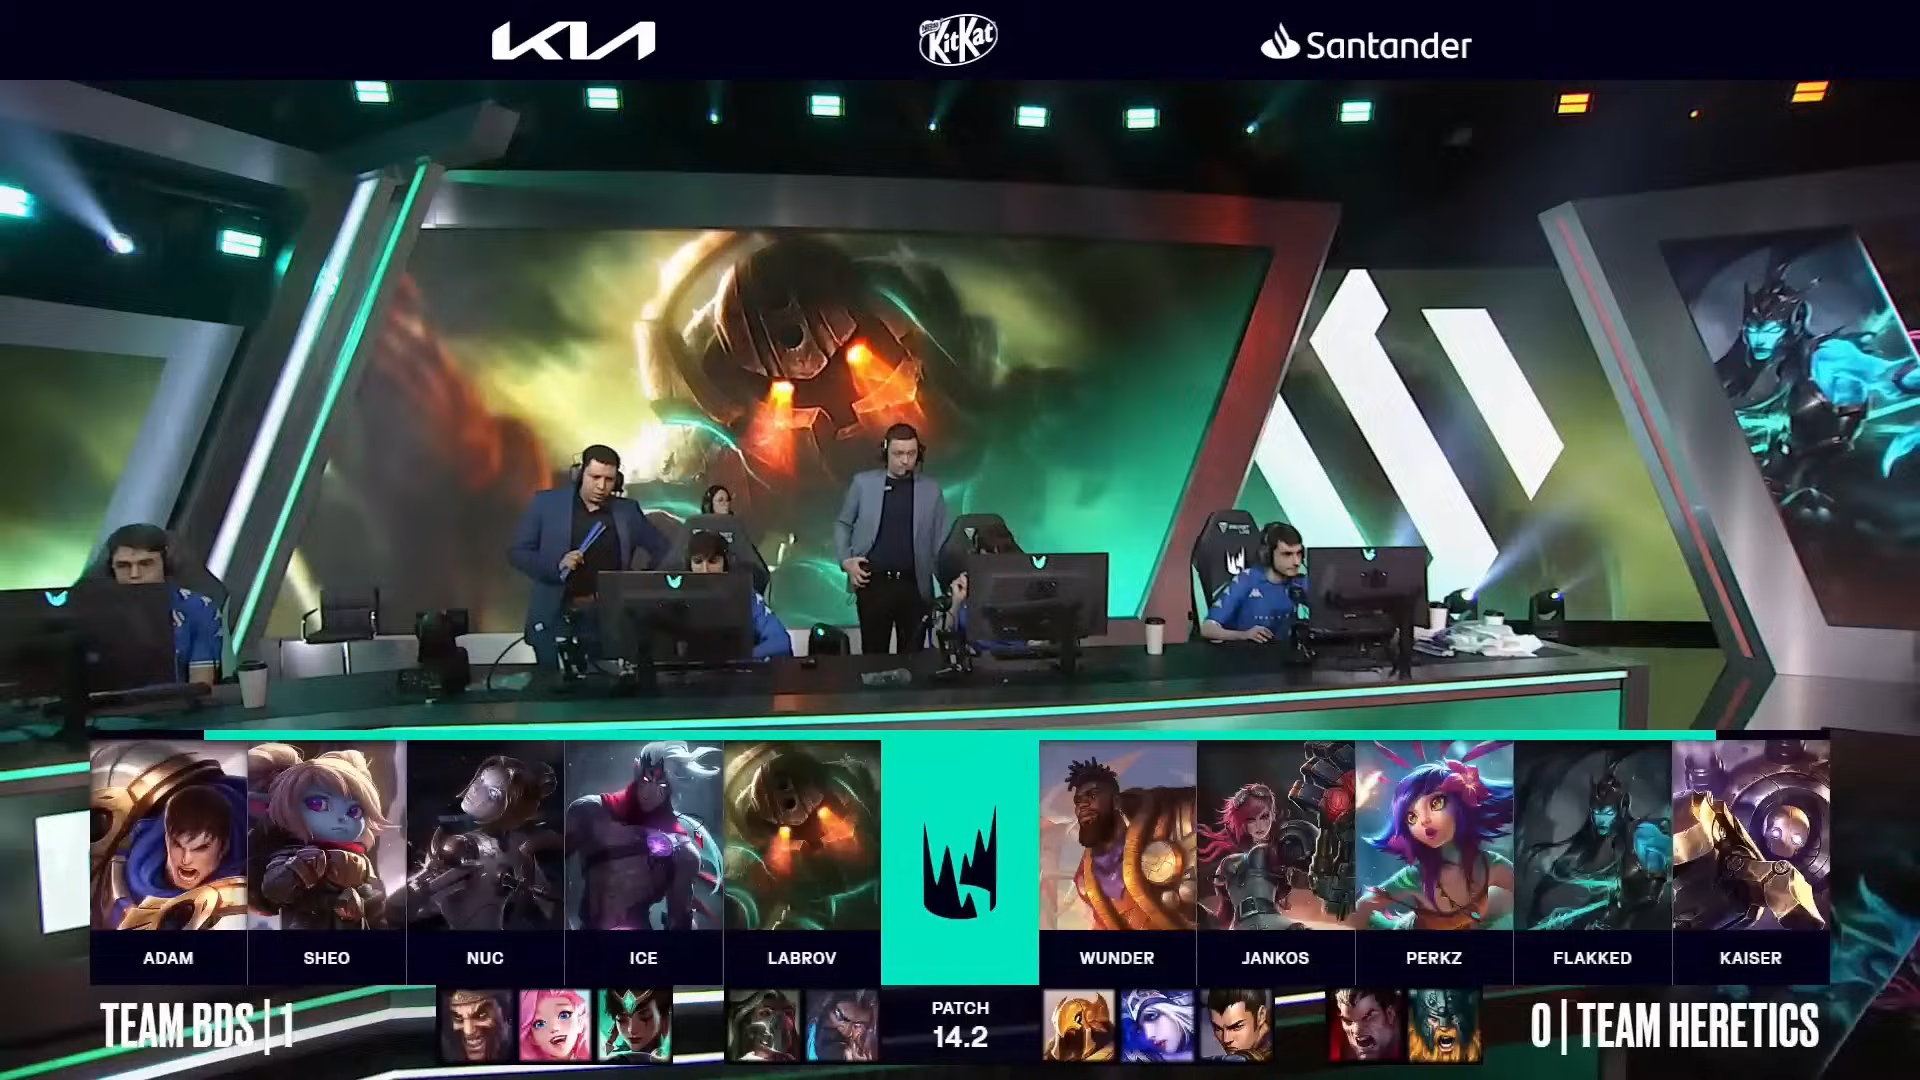 KIA
Nestlé
KitKat
Santander
ADAM
SHEO
NUC
ICE
LABROV
WUNDER
JANKOS
PERKZ
FLAKKED
KAISER
TEAM BDS | 1
PATCH
14.2
0 | TEAM HERETICS